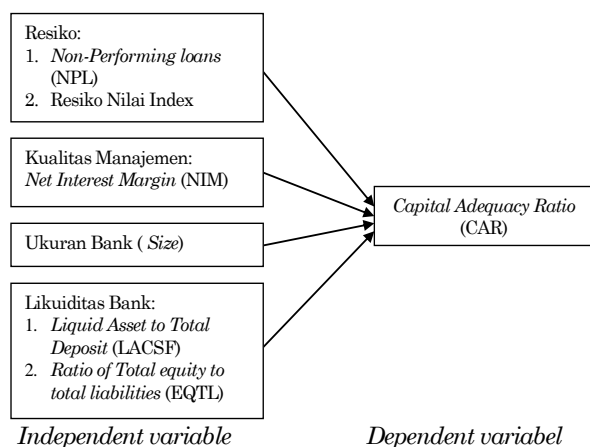 Resiko:
1. Non-Performing loans
(NPL)
2. Resiko Nilai Index
Kualitas Manajemen:
Net Interest Margin (NIM)
Ukuran Bank ( Size)
Likuiditas Bank:
1. Liquid Asset to Total
Deposit (LACSF)
2. Ratio of Total equity to
total liabilities (EQTL)
Independent variable
Capital Adequacy Ratio
(CAR)
Dependent variabel